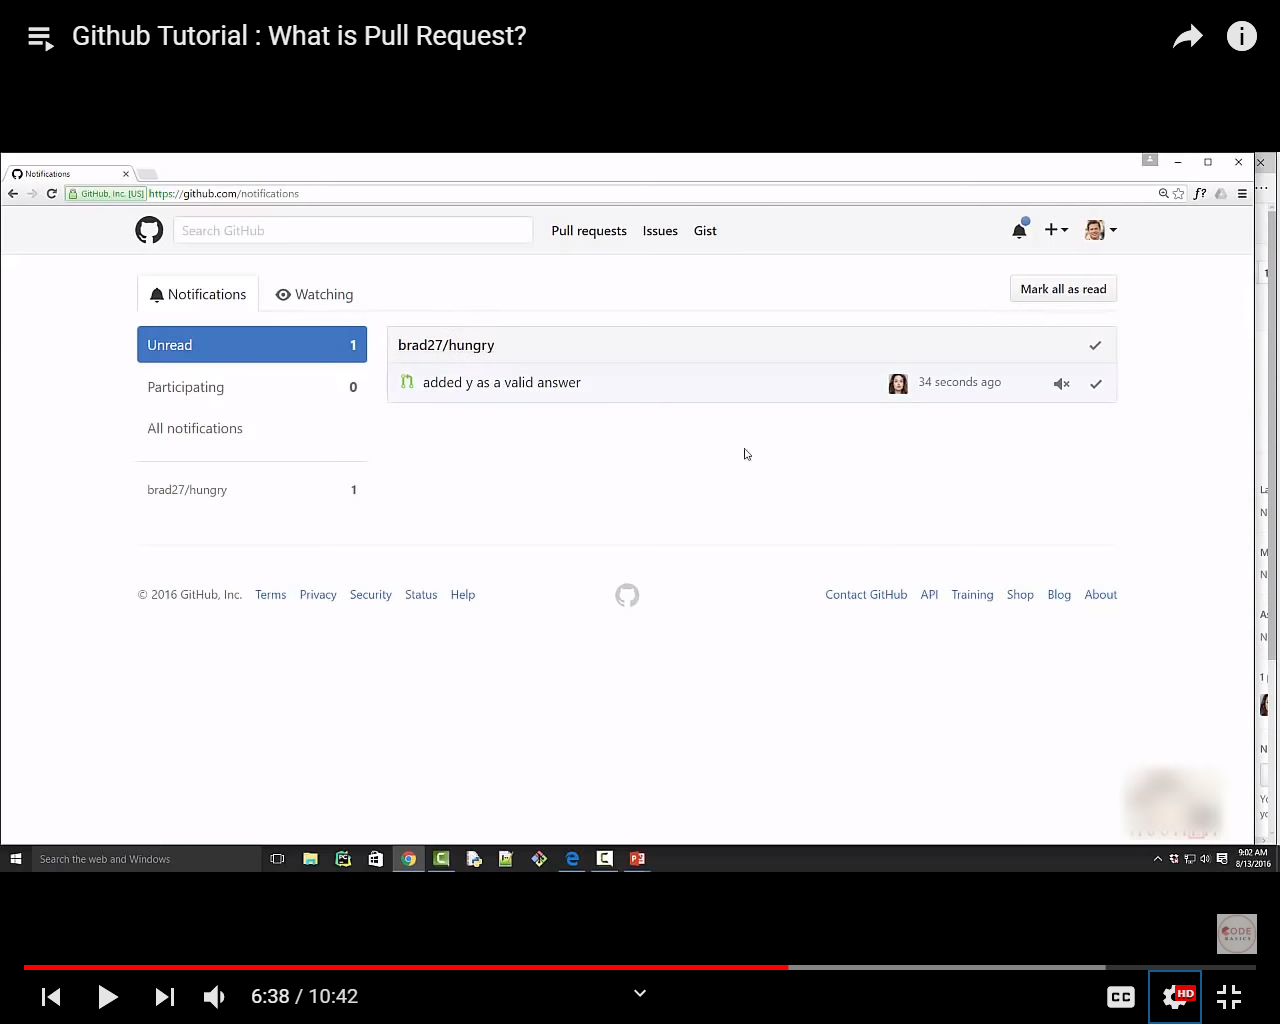 Github Tutorial : What is Pull Request?
Notifications
GitHub, Inc. [US] https://github.com/notifications
f?
Search GitHub
Pull requests Issues Gist
Notifications Watching
Mark all as read
Unread 1
Participating 0
All notifications
brad27/hungry 1
brad27/hungry
added y as a valid answer 34 seconds ago
© 2016 GitHub, Inc. Terms Privacy Security Status Help
Contact GitHub API Training Shop Blog About
Search the web and Windows
9:02 AM
8/13/2016
CODE
BASICS
6:38 / 10:42
CC
HD